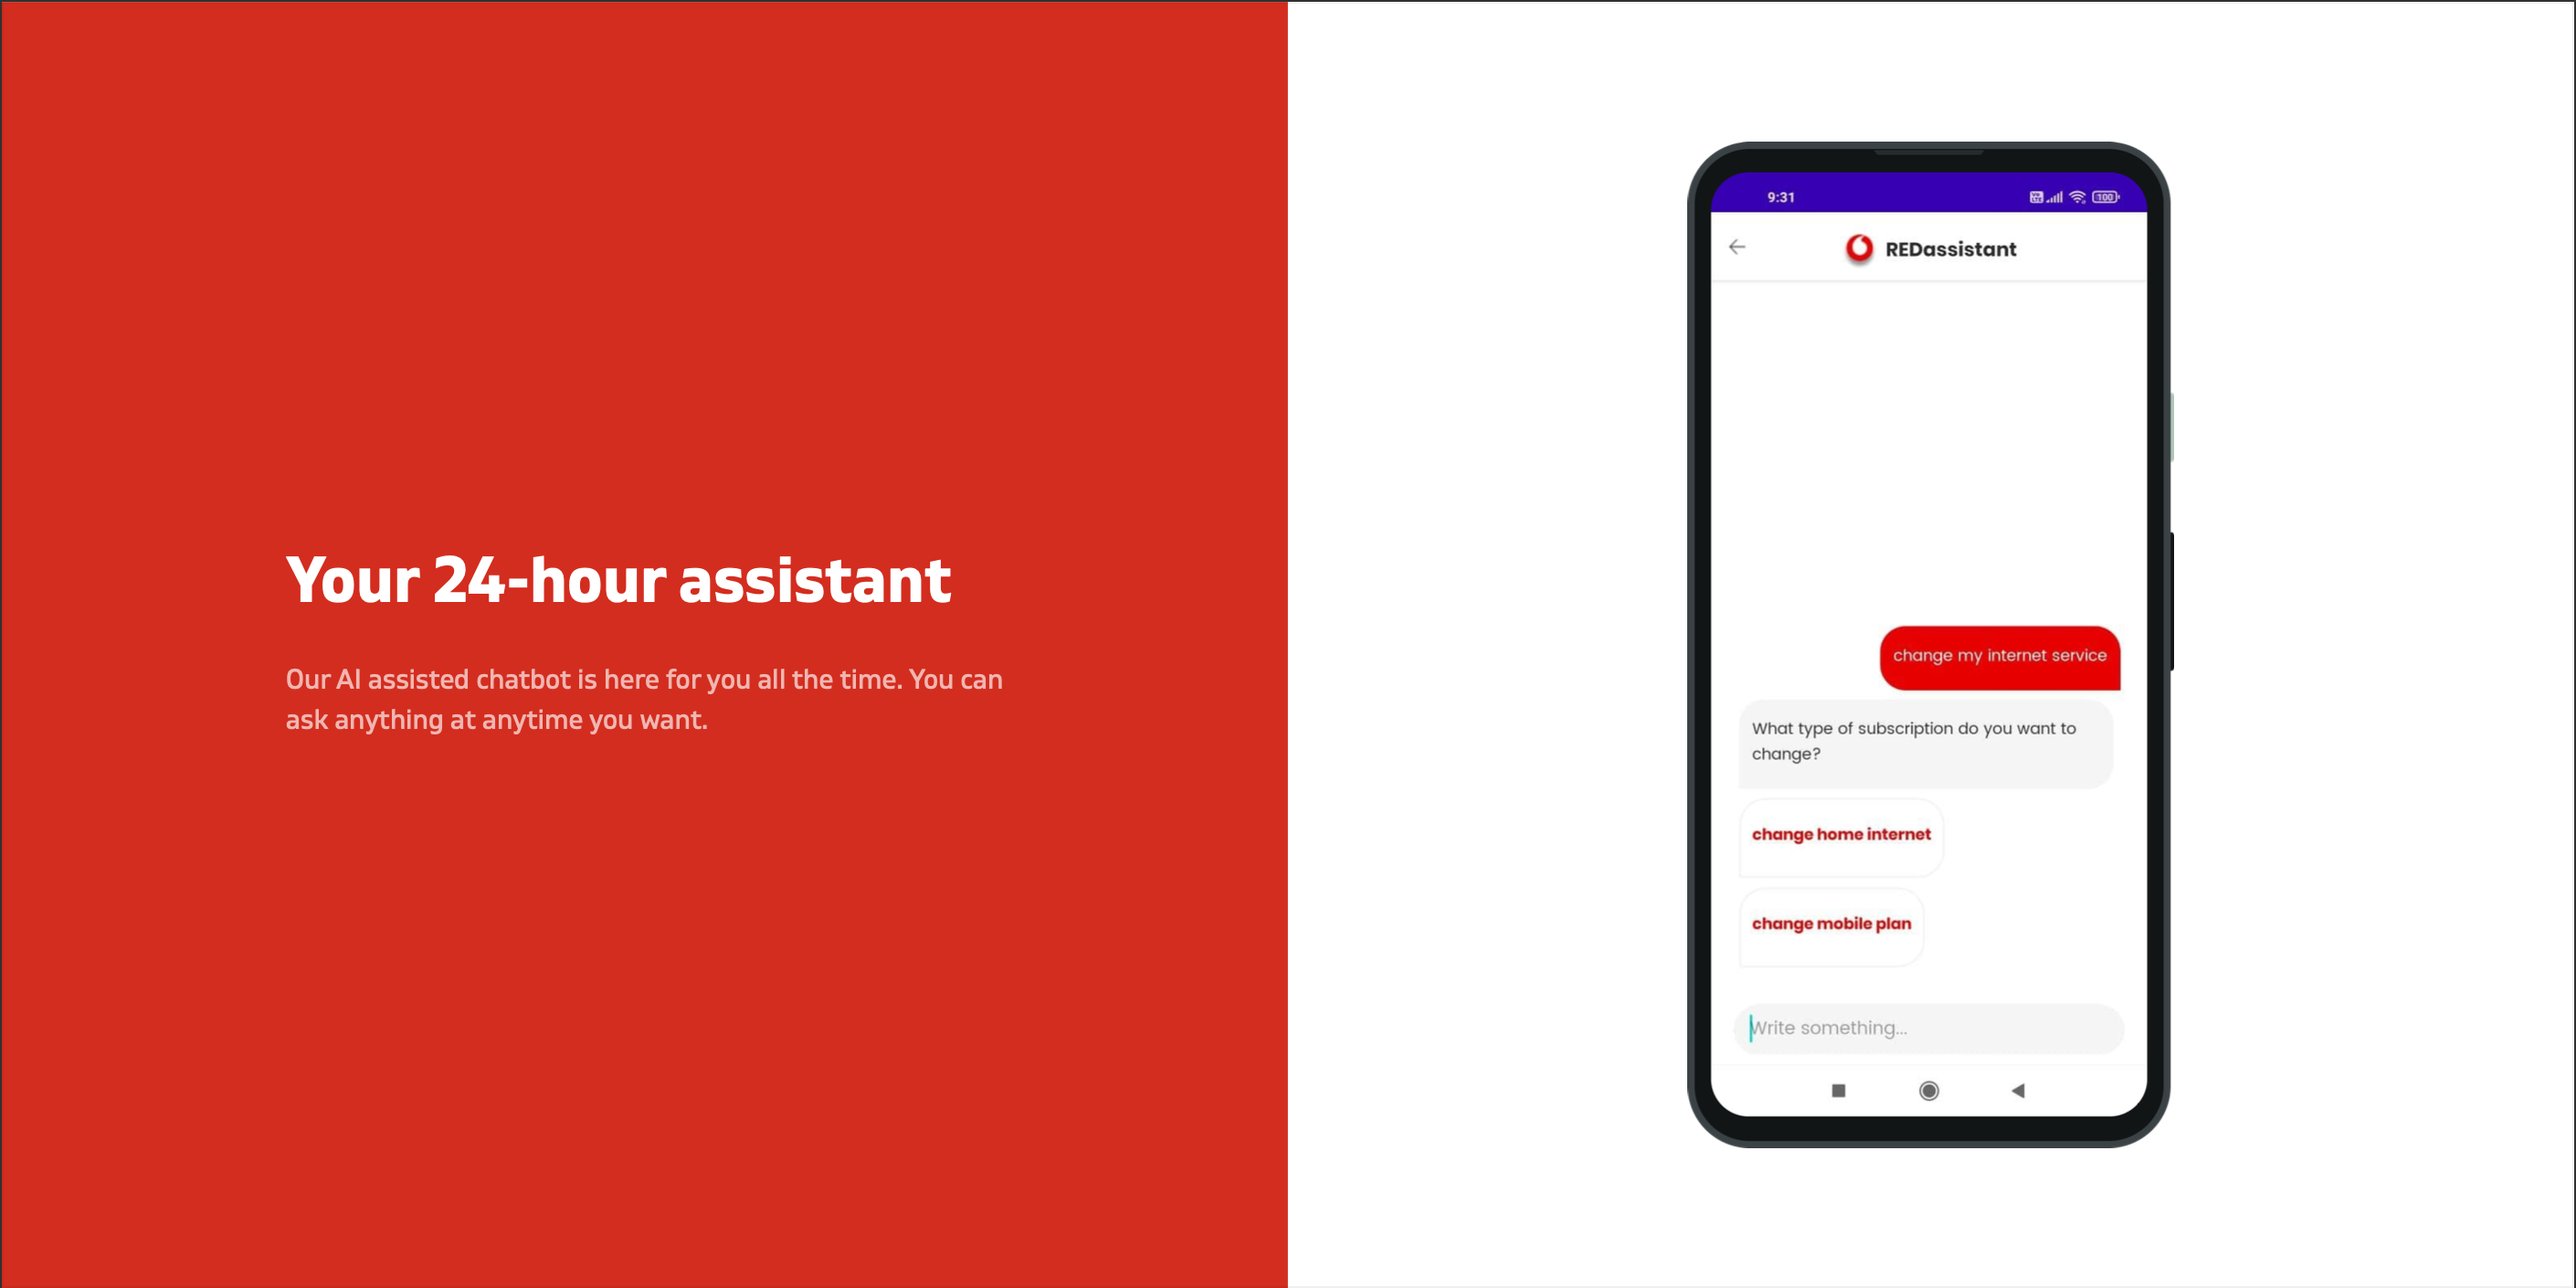 Your 24-hour assistant
Our AI assisted chatbot is here for you all the time. You can
ask anything at anytime you want.
9:31
100
REDassistant
change my internet service
What type of subscription do you want to
change?
change home internet
change mobile plan
Write something...